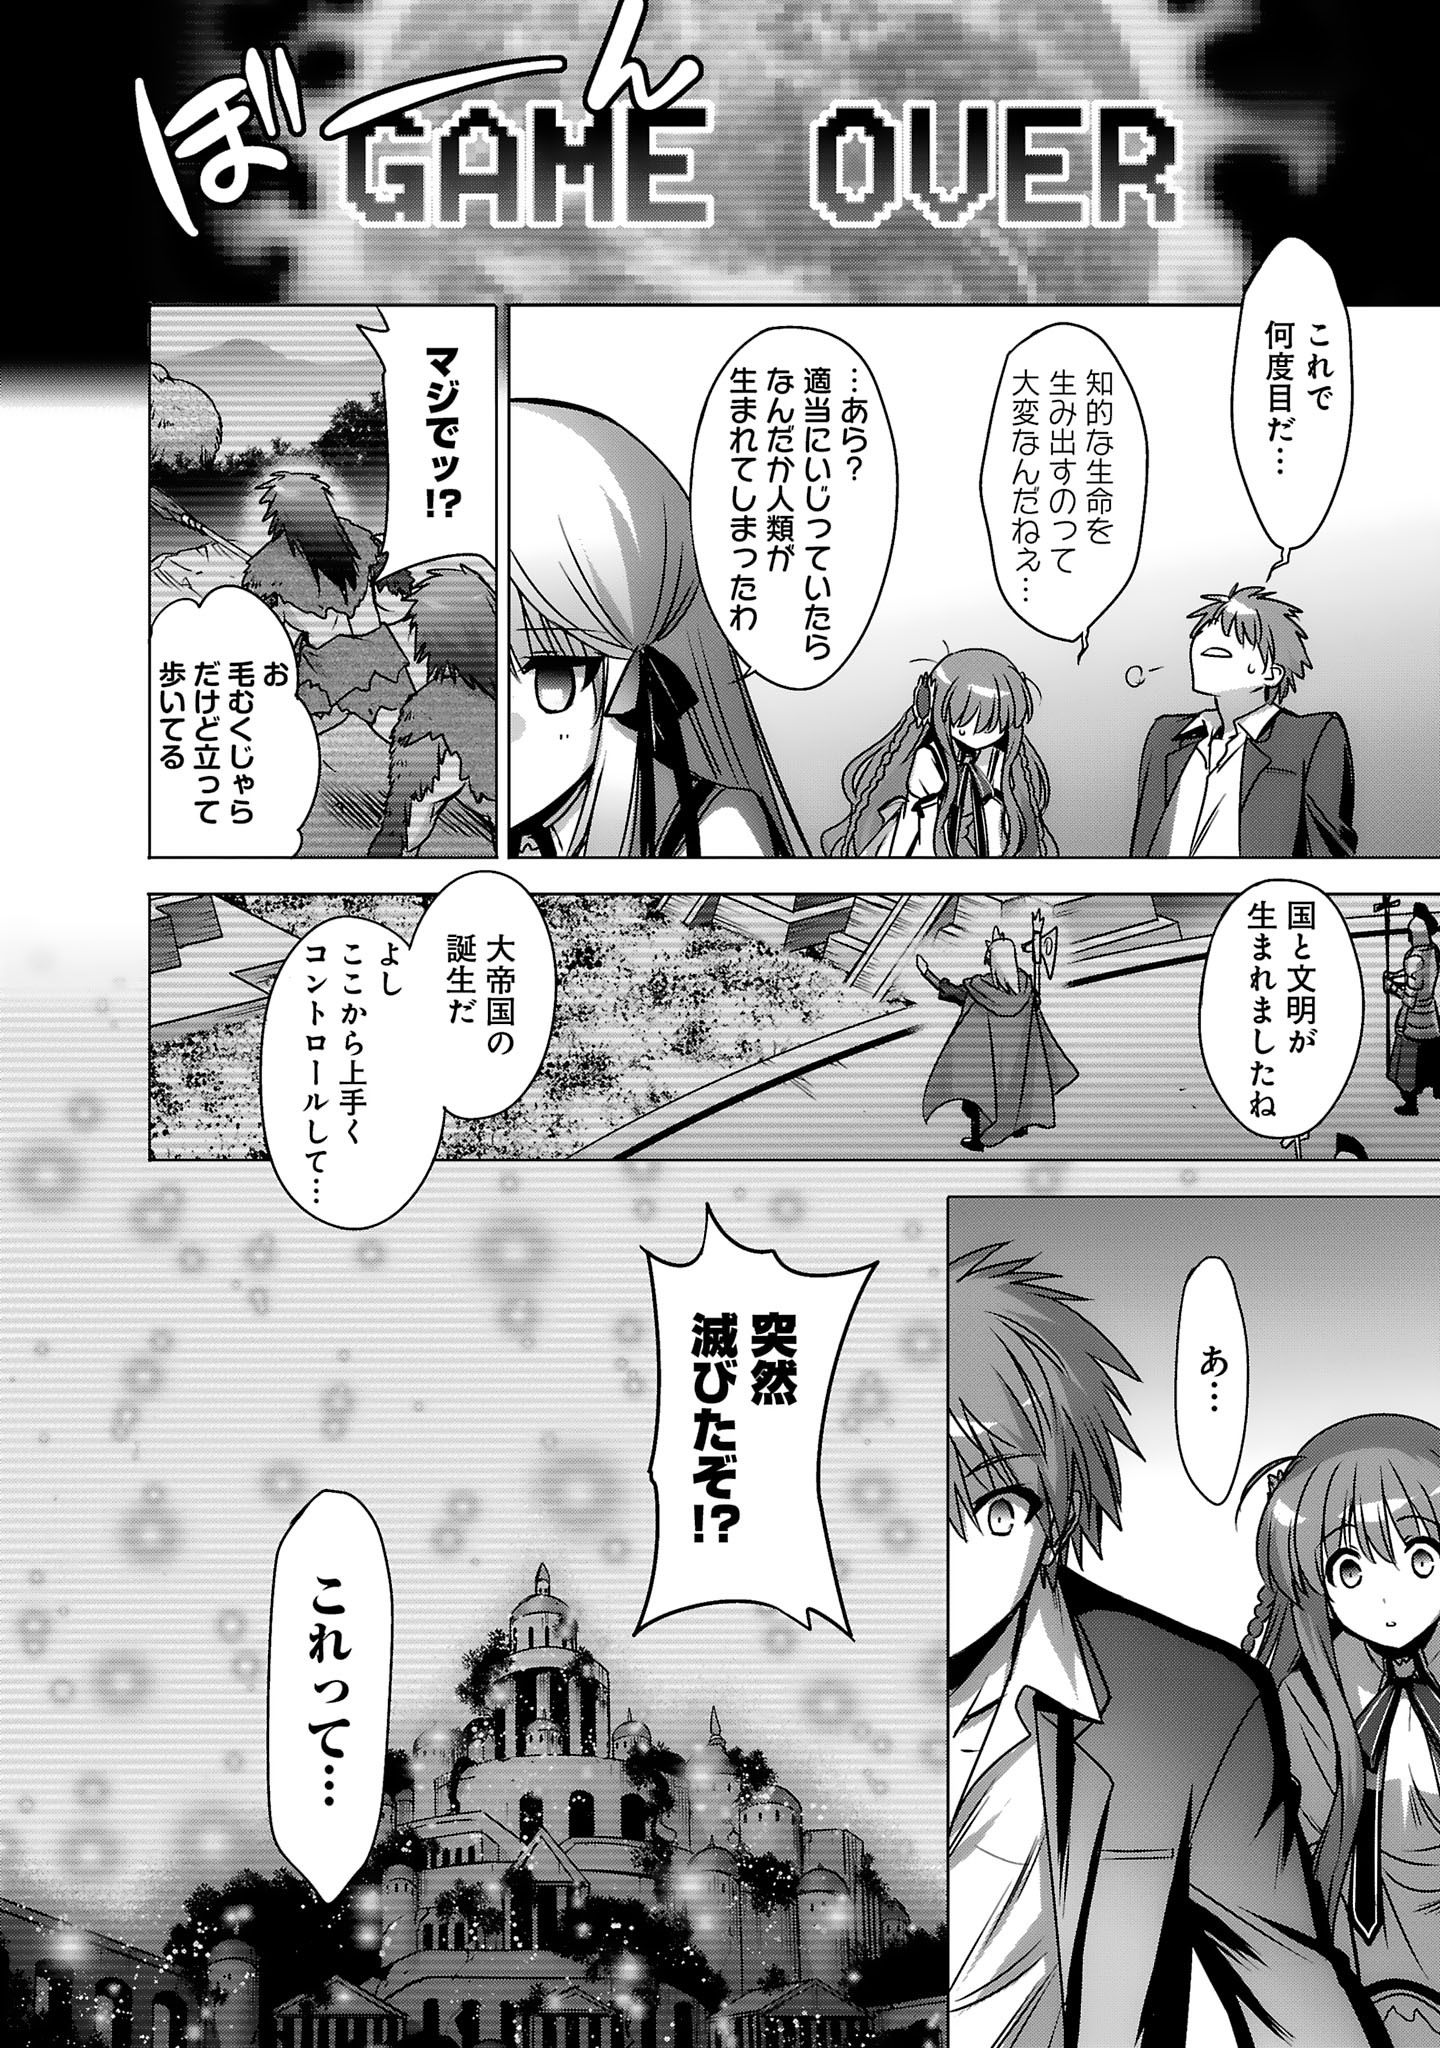 ぼーん
GAME OVER
これで
何度目だ…
知的な生命を
生み出すのって
大変なんだねぇ…
…あら?
適当にいじっていたら
なんだか人類が
生まれてしまったわ
マジでッ!?
お
毛むくじゃら
だけど立って
歩いてる
国と文明が
生まれましたね
大帝国の
誕生だ
よし
ここから上手く
コントロールして…
あ…
突然
滅びたぞ!?
これって…